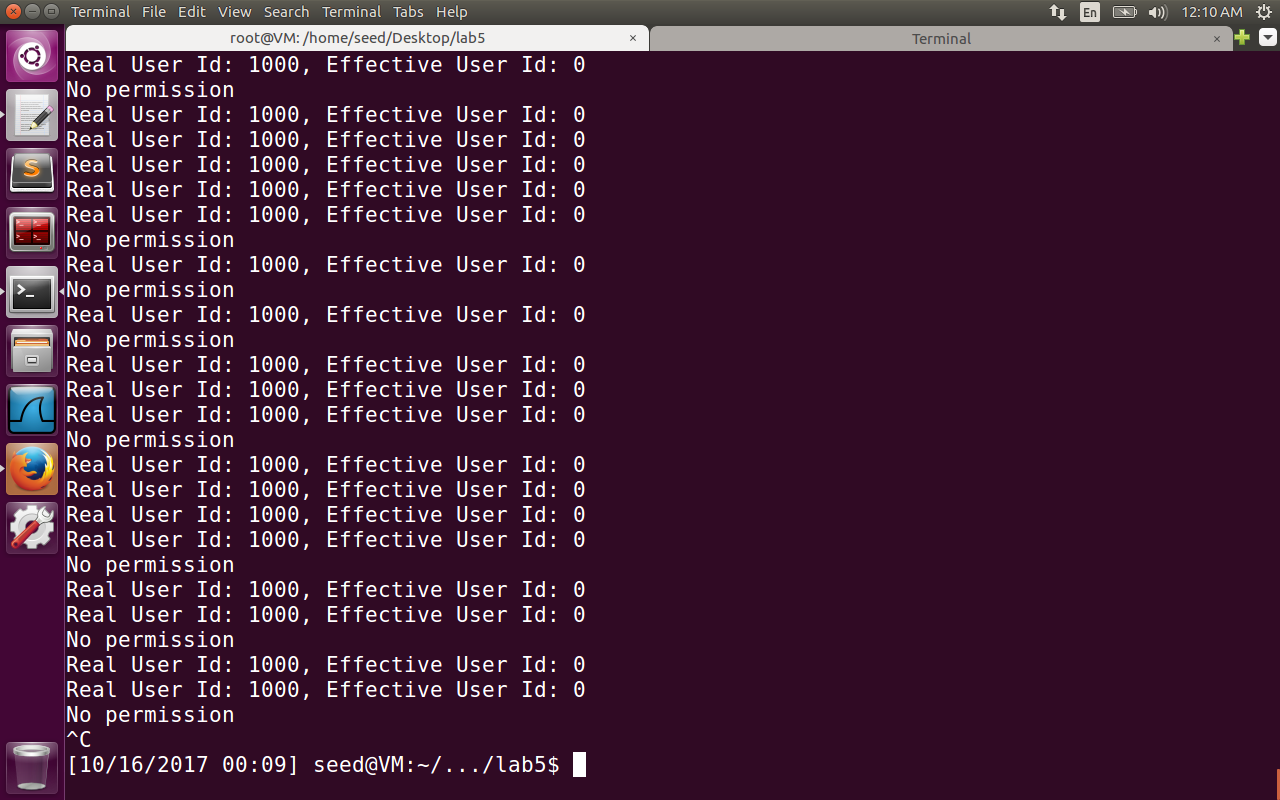 Terminal File Edit View Search Terminal Tabs Help En 12:10 AM
root@VM: /home/seed/Desktop/lab5 × Terminal ×
Real User Id: 1000, Effective User Id: 0
No permission
Real User Id: 1000, Effective User Id: 0
Real User Id: 1000, Effective User Id: 0
Real User Id: 1000, Effective User Id: 0
Real User Id: 1000, Effective User Id: 0
Real User Id: 1000, Effective User Id: 0
No permission
Real User Id: 1000, Effective User Id: 0
No permission
Real User Id: 1000, Effective User Id: 0
No permission
Real User Id: 1000, Effective User Id: 0
Real User Id: 1000, Effective User Id: 0
Real User Id: 1000, Effective User Id: 0
No permission
Real User Id: 1000, Effective User Id: 0
Real User Id: 1000, Effective User Id: 0
Real User Id: 1000, Effective User Id: 0
Real User Id: 1000, Effective User Id: 0
No permission
Real User Id: 1000, Effective User Id: 0
Real User Id: 1000, Effective User Id: 0
No permission
Real User Id: 1000, Effective User Id: 0
Real User Id: 1000, Effective User Id: 0
No permission
^C
[10/16/2017 00:09] seed@VM:~/.../lab5$